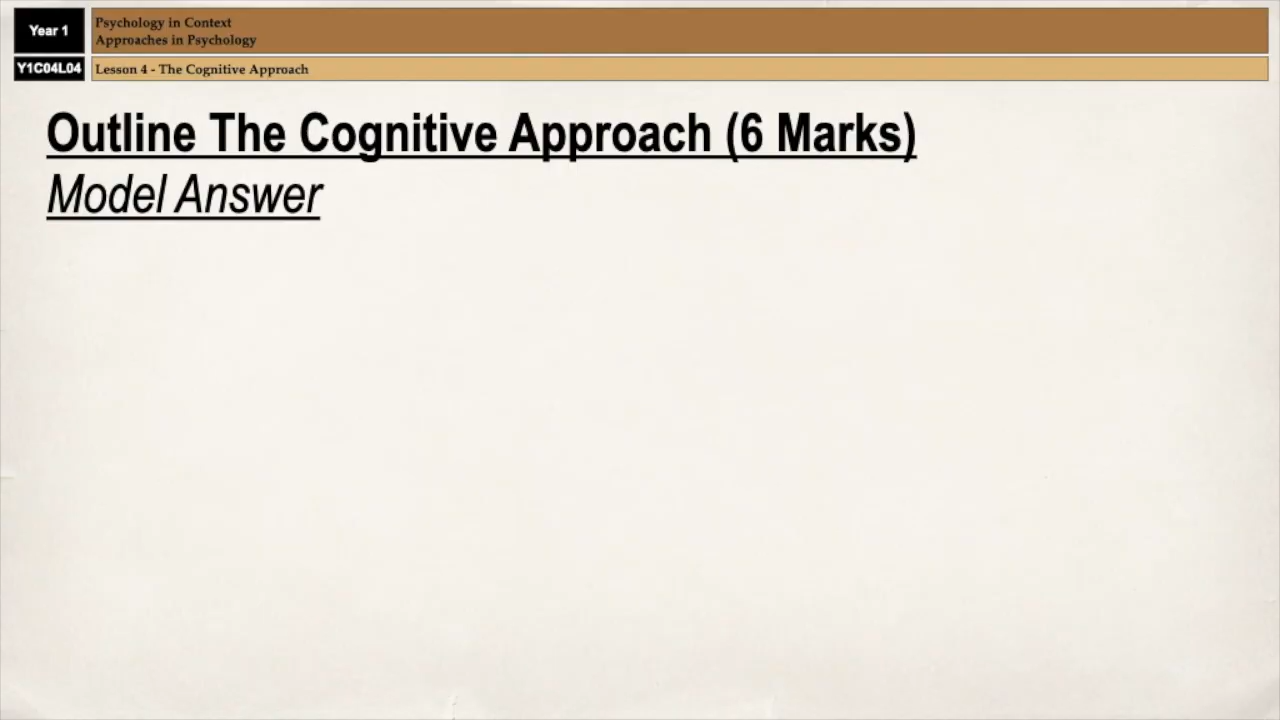 Year 1
Psychology in Context
Approaches in Psychology
Y1C04L04
Lesson 4 - The Cognitive Approach
Outline The Cognitive Approach (6 Marks)
Model Answer